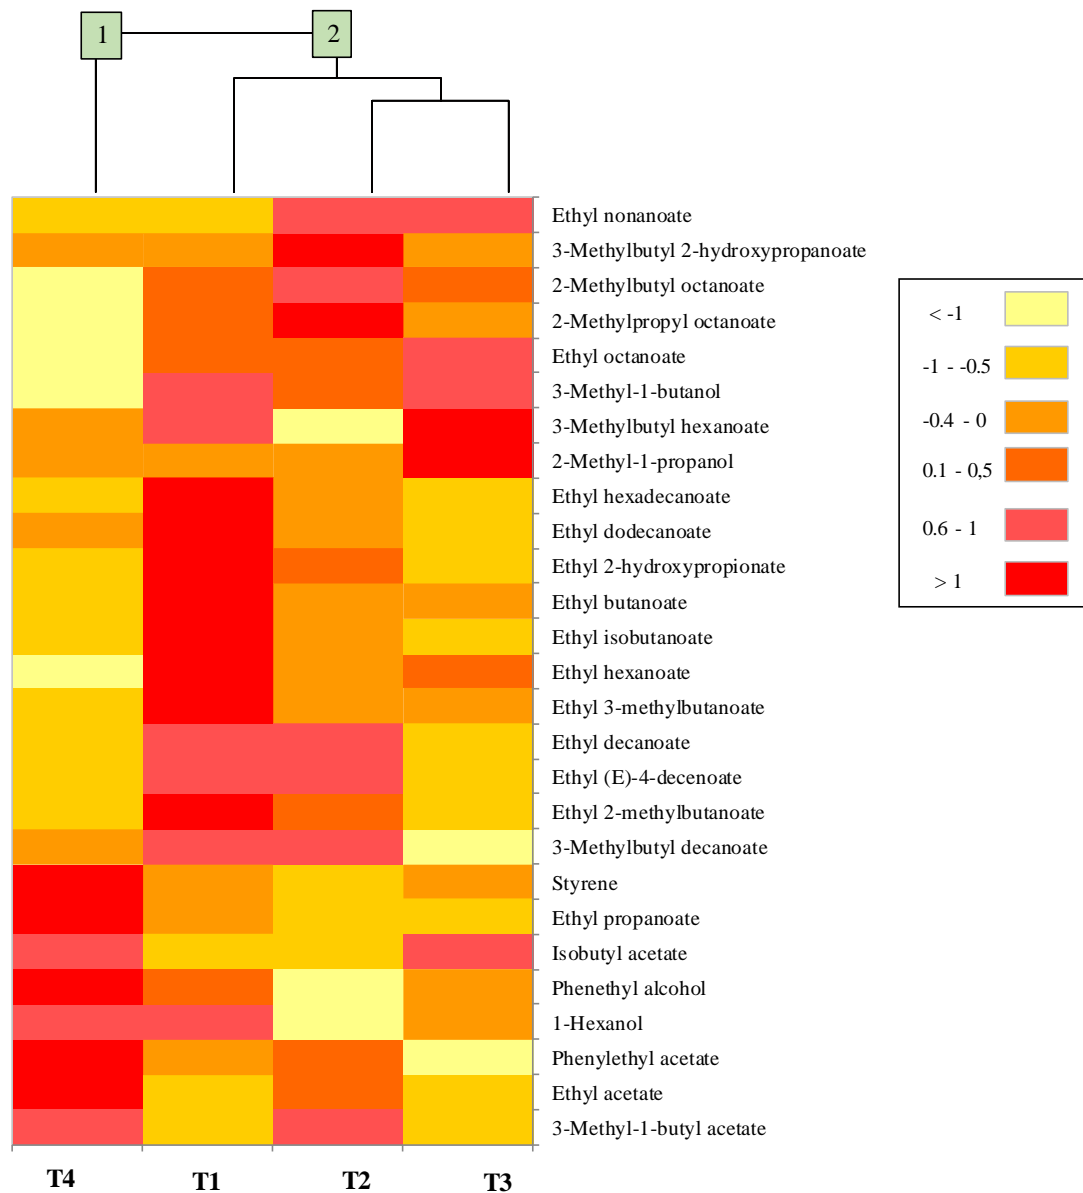 1
2
Ethyl nonanoate
3-Methylbutyl 2-hydroxypropanoate
2-Methylbutyl octanoate
2-Methylpropyl octanoate
Ethyl octanoate
3-Methyl-1-butanol
3-Methylbutyl hexanoate
2-Methyl-1-propanol
Ethyl hexadecanoate
Ethyl dodecanoate
Ethyl 2-hydroxypropionate
Ethyl butanoate
Ethyl isobutanoate
Ethyl hexanoate
Ethyl 3-methylbutanoate
Ethyl decanoate
Ethyl (E)-4-decenoate
Ethyl 2-methylbutanoate
3-Methylbutyl decanoate
Styrene
Ethyl propanoate
Isobutyl acetate
Phenethyl alcohol
1-Hexanol
Phenylethyl acetate
Ethyl acetate
3-Methyl-1-butyl acetate
< -1
-1 - -0.5
-0.4 - 0
0.1 - 0,5
0.6 - 1
> 1
T4 T1 T2 T3